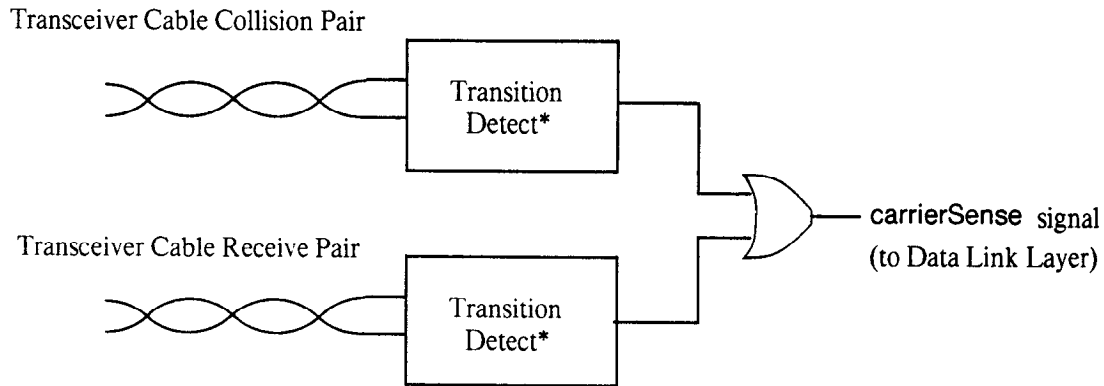 Transceiver Cable Collision Pair
Transition
Detect*
Transceiver Cable Receive Pair
Transition
Detect*
carrierSense signal
(to Data Link Layer)